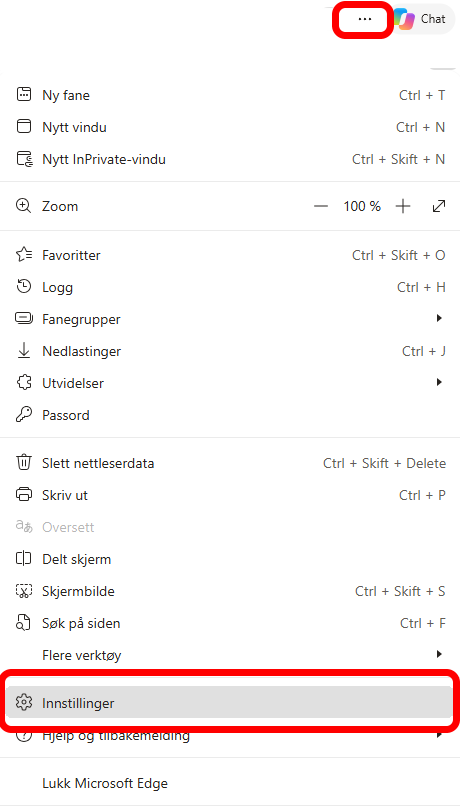 ··· Chat
Ny fane Ctrl + T
Nytt vindu Ctrl + N
Nytt InPrivate-vindu Ctrl + Skift + N
Zoom — 100 % +
Favoritter Ctrl + Skift + O
Logg Ctrl + H
Fanegrupper
Nedlastinger Ctrl + J
Utvidelser
Passord
Slett nettleserdata Ctrl + Skift + Delete
Skriv ut Ctrl + P
aあ Oversett
Delt skjerm
Skjermbilde Ctrl + Skift + S
Søk på siden Ctrl + F
Flere verktøy
Innstillinger
Hjelp og tilbakemelding
Lukk Microsoft Edge